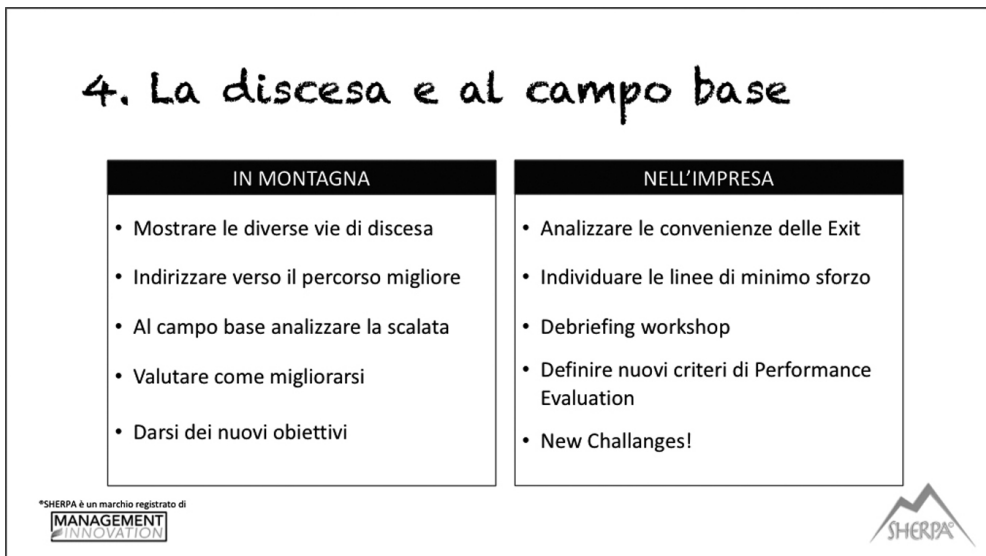 4. La discesa e al campo base
IN MONTAGNA
• Mostrare le diverse vie di discesa
• Indirizzare verso il percorso migliore
• Al campo base analizzare la scalata
• Valutare come migliorarsi
• Darsi dei nuovi obiettivi
NELL'IMPRESA
• Analizzare le convenienze delle Exit
• Individuare le linee di minimo sforzo
• Debriefing workshop
• Definire nuovi criteri di Performance
Evaluation
• New Challanges!
®SHERPA è un marchio registrato di
MANAGEMENT
INNOVATION
SHERPA®